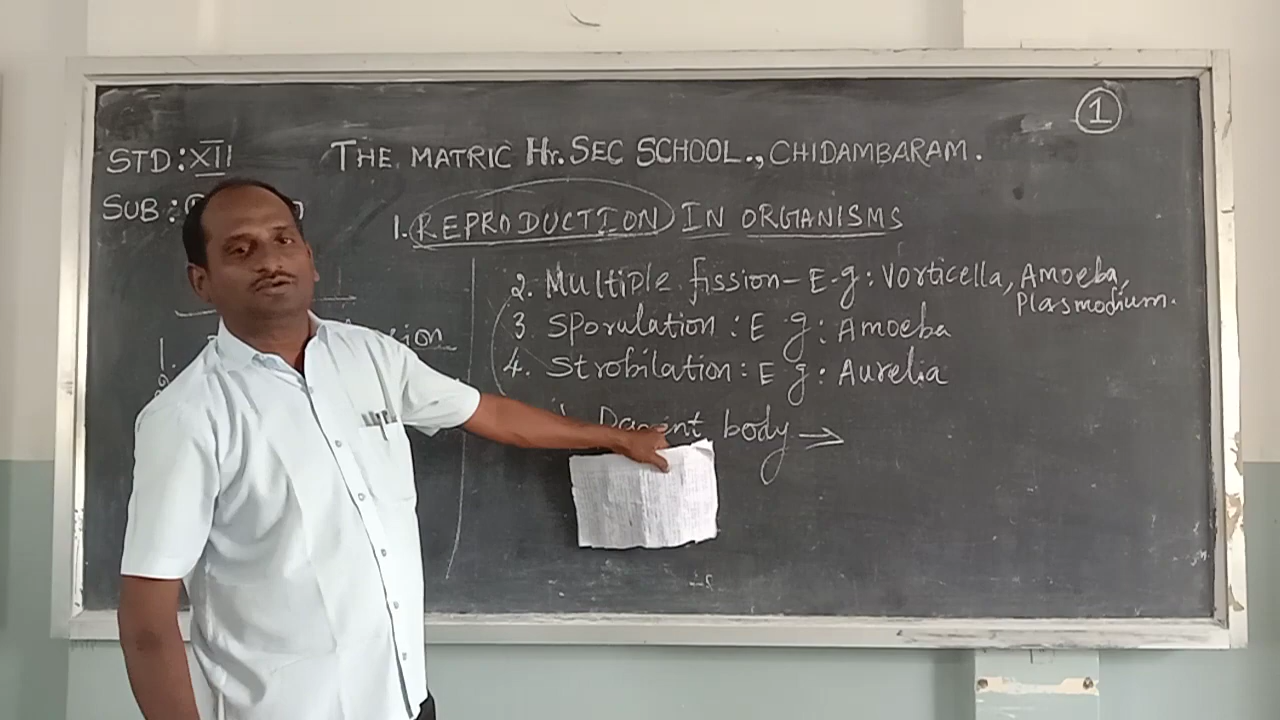 1
STD: XII THE MATRIC Hr. SEC SCHOOL., CHIDAMBARAM.
SUB:
1. REPRODUCTION IN ORGANISMS
2. Multiple fission - E.g: Vorticella, Amoeba,
Plasmodium.
3. Sporulation: E g: Amoeba
4. Strobilation: E g: Aurelia
Parent body →
1.